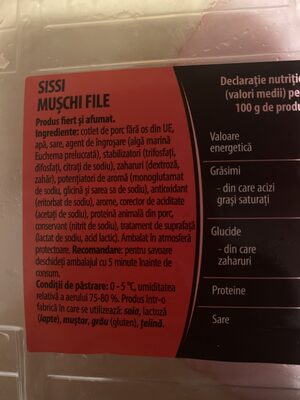 SISSI
MUȘCHI FILE
Produs fiert și afumat.
Ingrediente: cotlet de porc fără os din UE,
apă, sare, agent de îngroșare (algă marină
Euchema prelucrată), stabilizatori (trifosfați,
difosfați, citrați de sodiu), zaharuri (dextroză,
zahăr), potențiatori de aromă (monoglutamat
de sodiu, glicină și sarea sa de sodiu), antioxidant
(eritorbat de sodiu), arome, corector de aciditate
(acetați de sodiu), proteină animală din porc,
conservant (nitrit de sodiu), tratament de suprafață
(lactat de sodiu, acid lactic). Ambalat în atmosferă
protectoare. Recomandare: pentru savoare
deschideți ambalajul cu 5 minute înainte de
consum.
Condiții de păstrare: 0 - 5 °C, umiditatea
relativă a aerului 75-80 %. Produs într-o
fabrică în care se utilizează: soia, lactoză
(lapte), muștar, grâu (gluten), țelină.
Declarație nutriți
(valori medii) pe
100 g de produ
Valoare
energetică
Grăsimi
- din care acizi
grași saturați
Glucide
- din care
zaharuri
Proteine
Sare